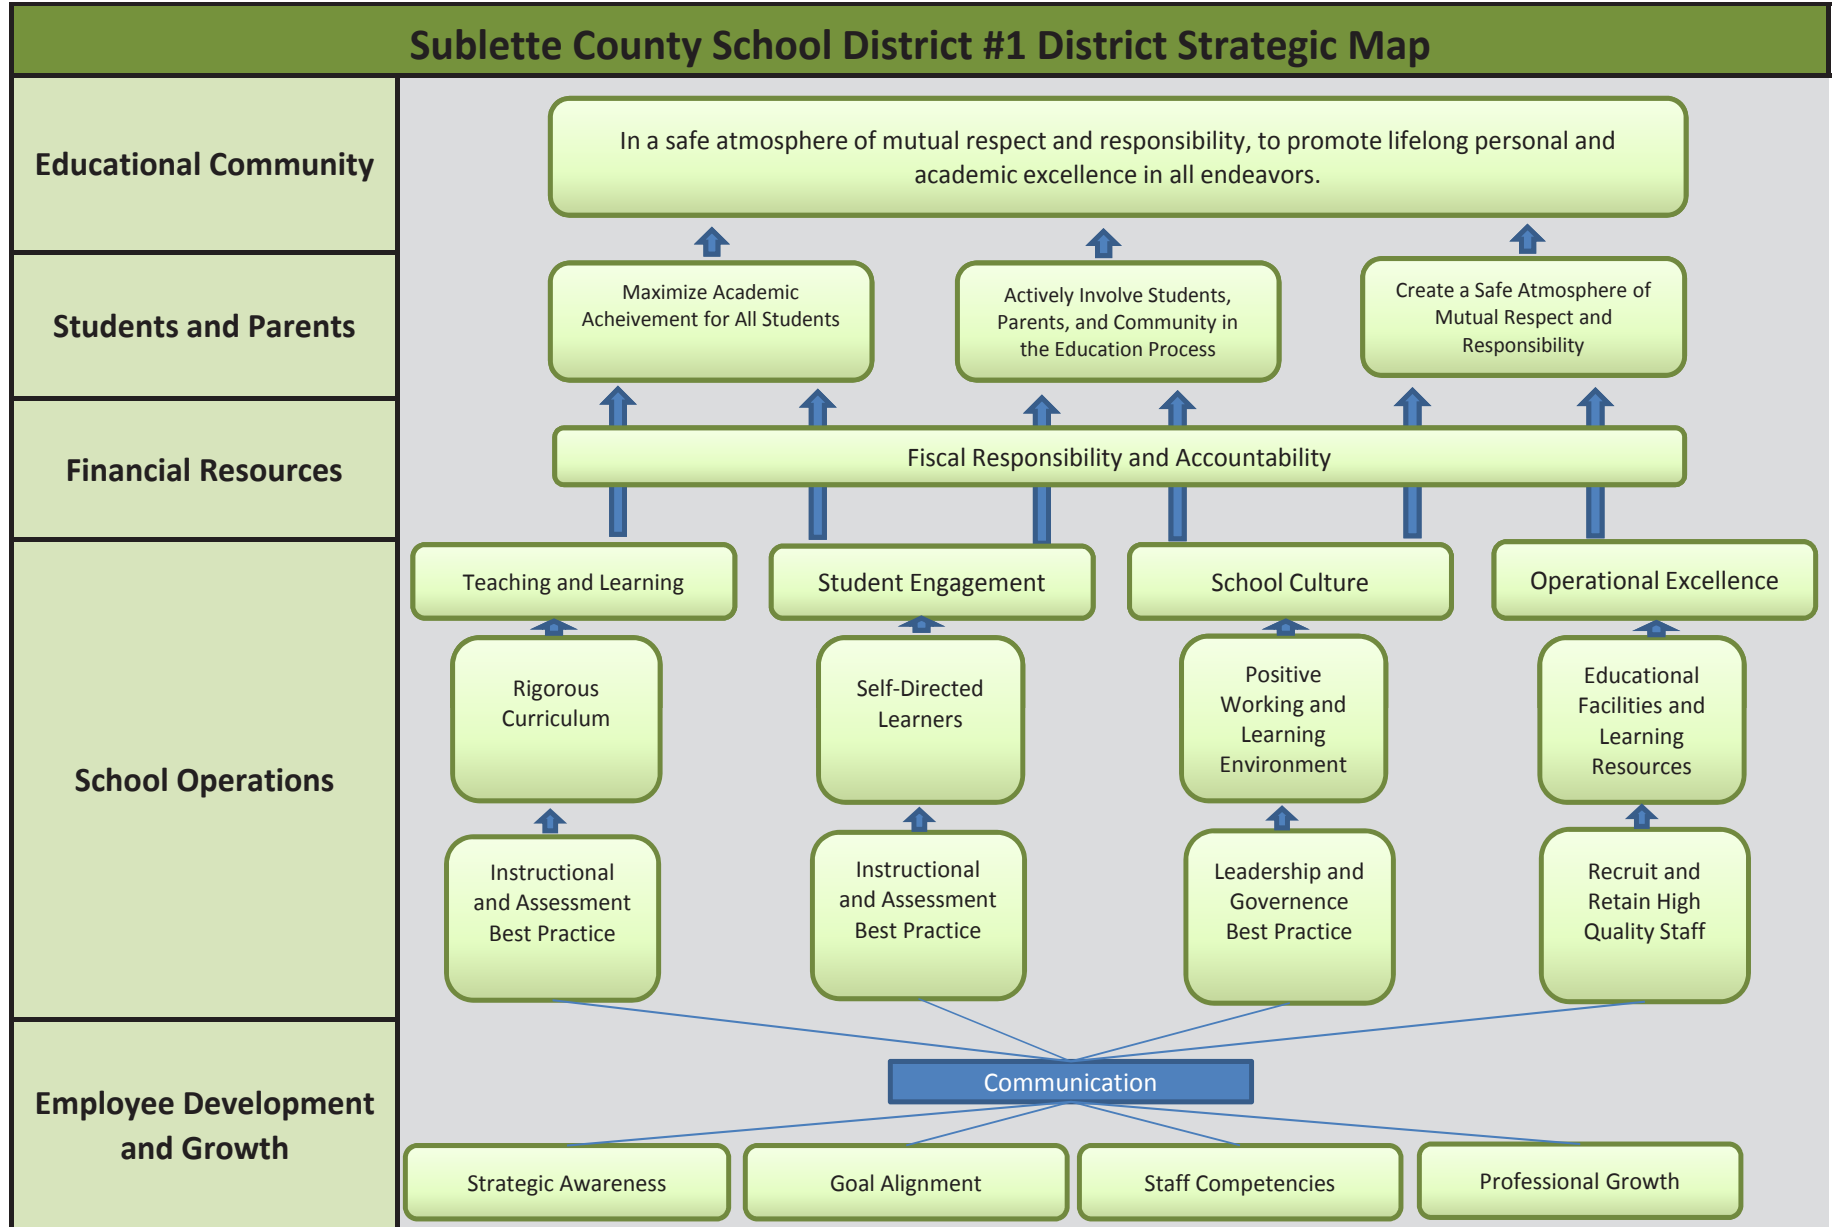 Sublette County School District #1 District Strategic Map
Educational Community
In a safe atmosphere of mutual respect and responsibility, to promote lifelong personal and
academic excellence in all endeavors.
Students and Parents
Maximize Academic
Acheivement for All Students
Actively Involve Students,
Parents, and Community in
the Education Process
Create a Safe Atmosphere of
Mutual Respect and
Responsibility
Financial Resources
Fiscal Responsibility and Accountability
School Operations
Teaching and Learning
Student Engagement
School Culture
Operational Excellence
Rigorous
Curriculum
Self-Directed
Learners
Positive
Working and
Learning
Environment
Educational
Facilities and
Learning
Resources
Instructional
and Assessment
Best Practice
Instructional
and Assessment
Best Practice
Leadership and
Governence
Best Practice
Recruit and
Retain High
Quality Staff
Employee Development
and Growth
Communication
Strategic Awareness
Goal Alignment
Staff Competencies
Professional Growth